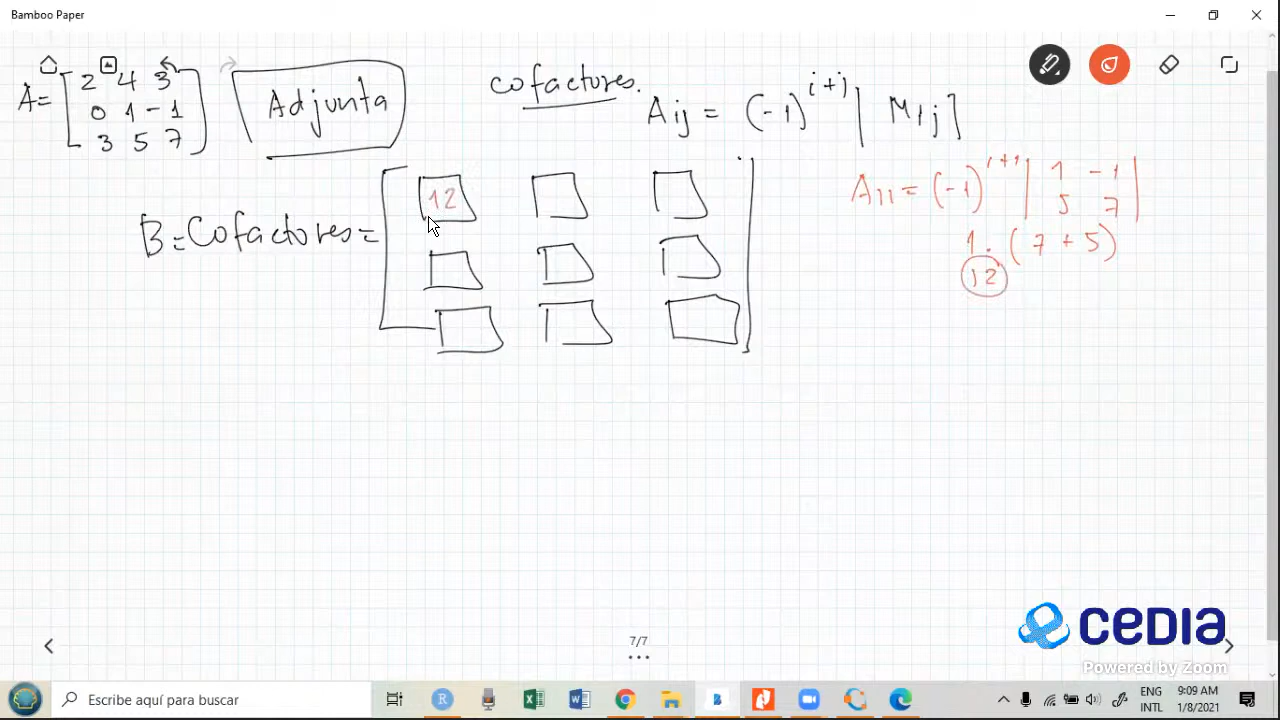 Bamboo Paper
A= [2 4 3
0 1 -1
3 5 7]
Adjunta
cofactores.
Aij = (-1)^i+j | Mij |
B=Cofactores=
12
A11 = (-1)^1+1 | 1 -1
5 7 |
1. (7 + 5)
12
7/7
CEDIA
Powered by Zoom
Escribe aquí para buscar
ENG
INTL
9:09 AM
1/8/2021